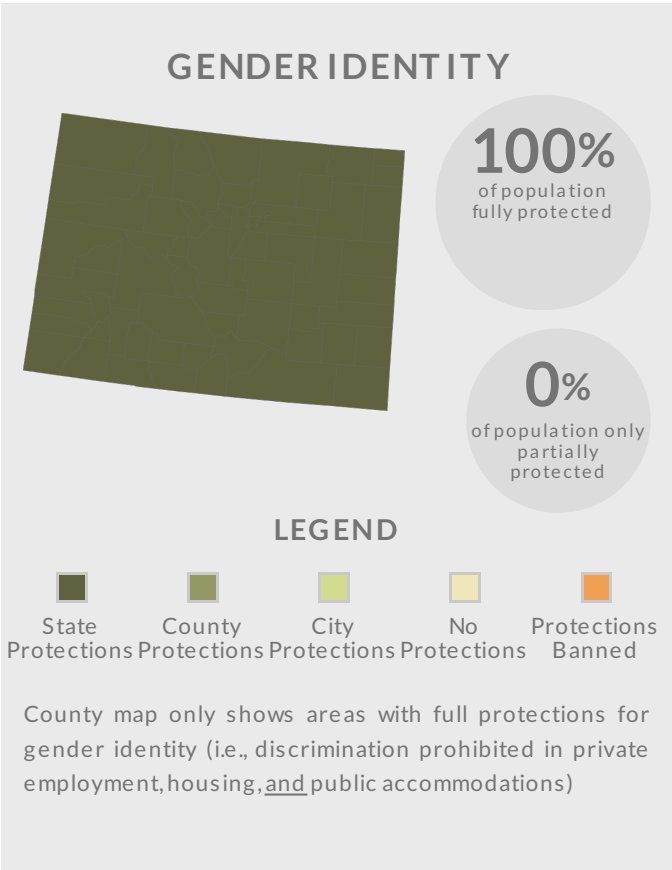 GENDER IDENTITY
100%
of population
fully protected
0%
of population only
partially
protected
LEGEND
State
Protections
County
Protections
City
Protections
No
Protections
Protections
Banned
County map only shows areas with full protections for
gender identity (i.e., discrimination prohibited in private
employment, housing, and public accommodations)